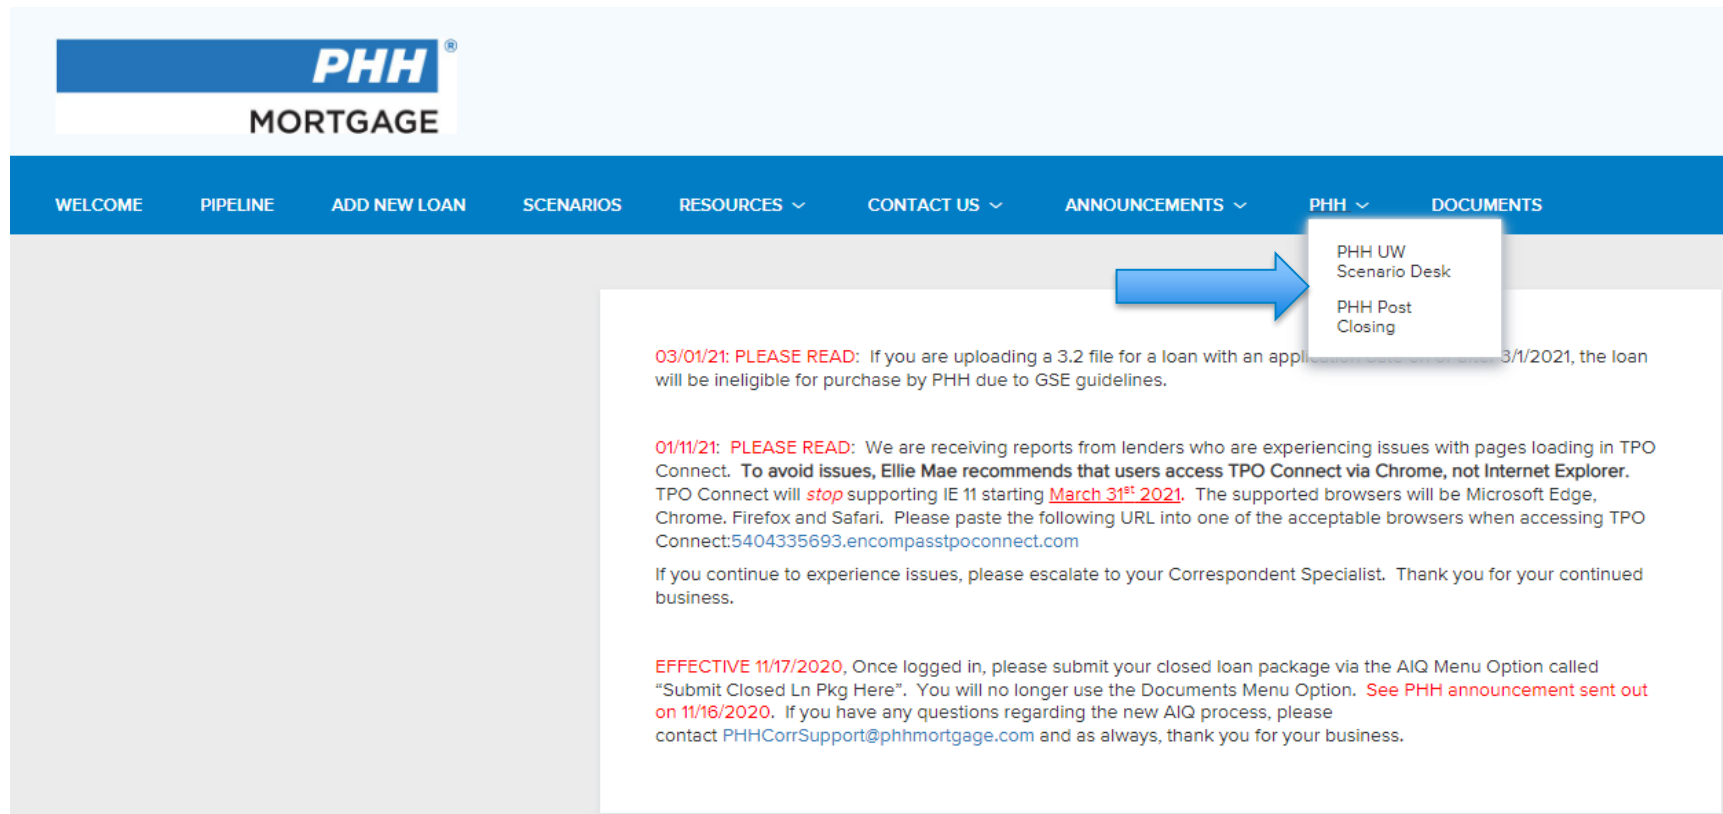 PHH ®
MORTGAGE
WELCOME PIPELINE ADD NEW LOAN SCENARIOS RESOURCES CONTACT US ANNOUNCEMENTS PHH DOCUMENTS
PHH UW
Scenario Desk
PHH Post
Closing
03/01/21: PLEASE READ: If you are uploading a 3.2 file for a loan with an 3/1/2021, the loan
will be ineligible for purchase by PHH due to GSE guidelines.
01/11/21: PLEASE READ: We are receiving reports from lenders who are experiencing issues with pages loading in TPO
Connect. To avoid issues, Ellie Mae recommends that users access TPO Connect via Chrome, not Internet Explorer.
TPO Connect will stop supporting IE 11 starting March 31st 2021. The supported browsers will be Microsoft Edge,
Chrome. Firefox and Safari. Please paste the following URL into one of the acceptable browsers when accessing TPO
Connect:5404335693.encompasstpoconnect.com
If you continue to experience issues, please escalate to your Correspondent Specialist. Thank you for your continued
business.
EFFECTIVE 11/17/2020, Once logged in, please submit your closed loan package via the AIQ Menu Option called
“Submit Closed Ln Pkg Here”. You will no longer use the Documents Menu Option. See PHH announcement sent out
on 11/16/2020. If you have any questions regarding the new AIQ process, please
contact PHHCorrSupport@phhmortgage.com and as always, thank you for your business.